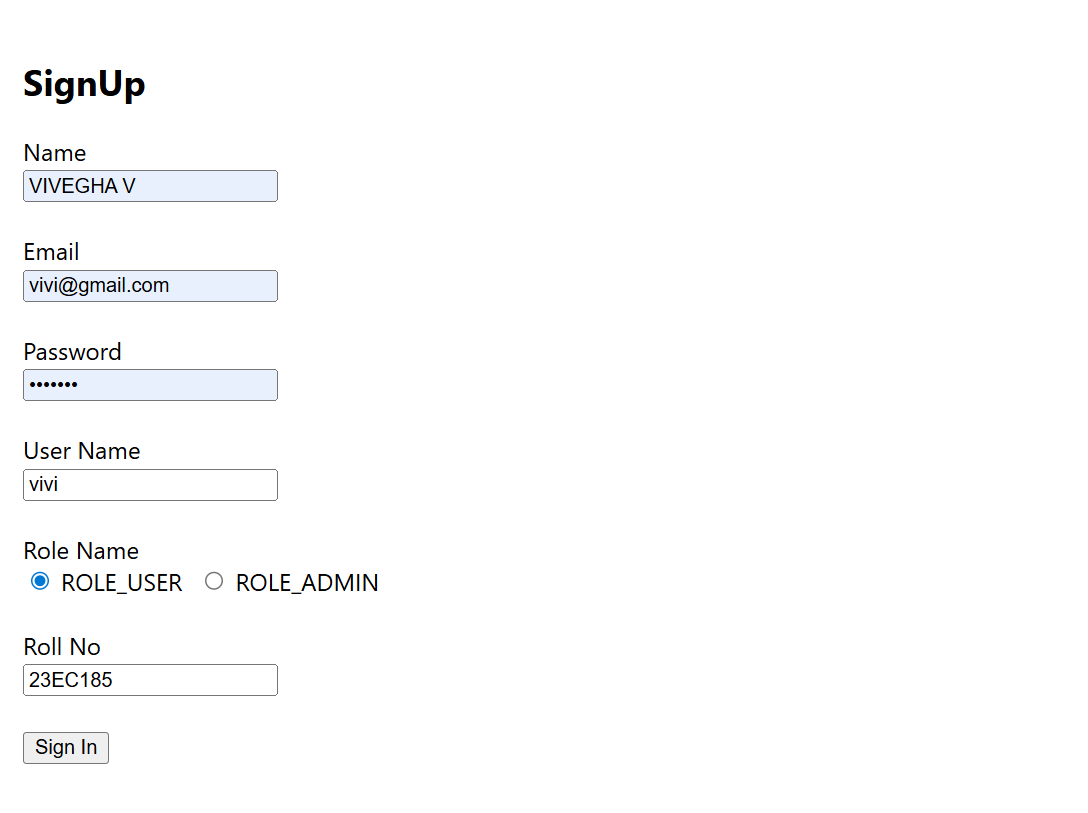 SignUp
Name
VIVEGHA V
Email
vivi@gmail.com
Password
•••••••
User Name
vivi
Role Name
ROLE_USER ROLE_ADMIN
Roll No
23EC185
Sign In